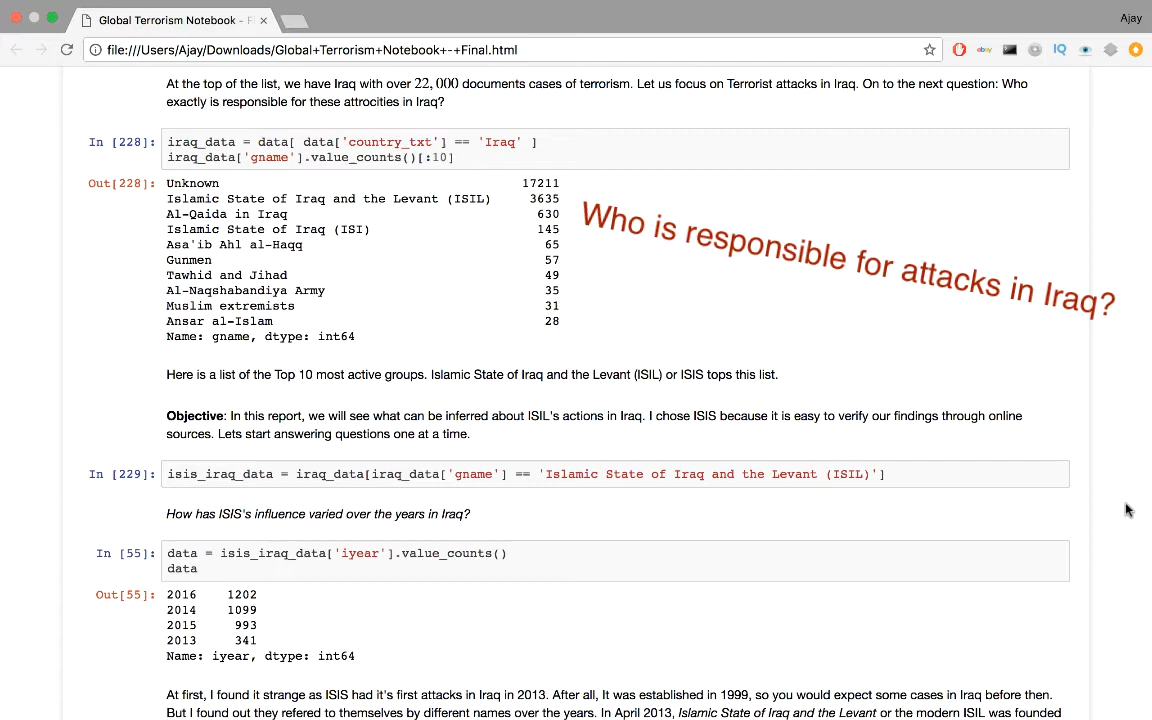 Global Terrorism Notebook - F
Ajay
file:///Users/Ajay/Downloads/Global+Terrorism+Notebook+-+Final.html
ebay
IQ
At the top of the list, we have Iraq with over 22,000 documents cases of terrorism. Let us focus on Terrorist attacks in Iraq. On to the next question: Who
exactly is responsible for these attrocities in Iraq?
In [228]: iraq_data = data[ data['country_txt'] == 'Iraq' ]
iraq_data['gname'].value_counts()[:10]
Out[228]: Unknown 17211
Islamic State of Iraq and the Levant (ISIL) 3635
Al-Qaida in Iraq 630
Islamic State of Iraq (ISI) 145
Asa'ib Ahl al-Haqq 65
Gunmen 57
Tawhid and Jihad 49
Al-Naqshabandiya Army 35
Muslim extremists 31
Ansar al-Islam 28
Name: gname, dtype: int64
Who is responsible for attacks in Iraq?
Here is a list of the Top 10 most active groups. Islamic State of Iraq and the Levant (ISIL) or ISIS tops this list.
Objective: In this report, we will see what can be inferred about ISIL's actions in Iraq. I chose ISIS because it is easy to verify our findings through online
sources. Lets start answering questions one at a time.
In [229]: isis_iraq_data = iraq_data[iraq_data['gname'] == 'Islamic State of Iraq and the Levant (ISIL)']
How has ISIS's influence varied over the years in Iraq?
In [55]: data = isis_iraq_data['iyear'].value_counts()
data
Out[55]: 2016 1202
2014 1099
2015 993
2013 341
Name: iyear, dtype: int64
At first, I found it strange as ISIS had it's first attacks in Iraq in 2013. After all, It was established in 1999, so you would expect some cases in Iraq before then.
But I found out they refered to themselves by different names over the years. In April 2013, Islamic State of Iraq and the Levant or the modern ISIL was founded